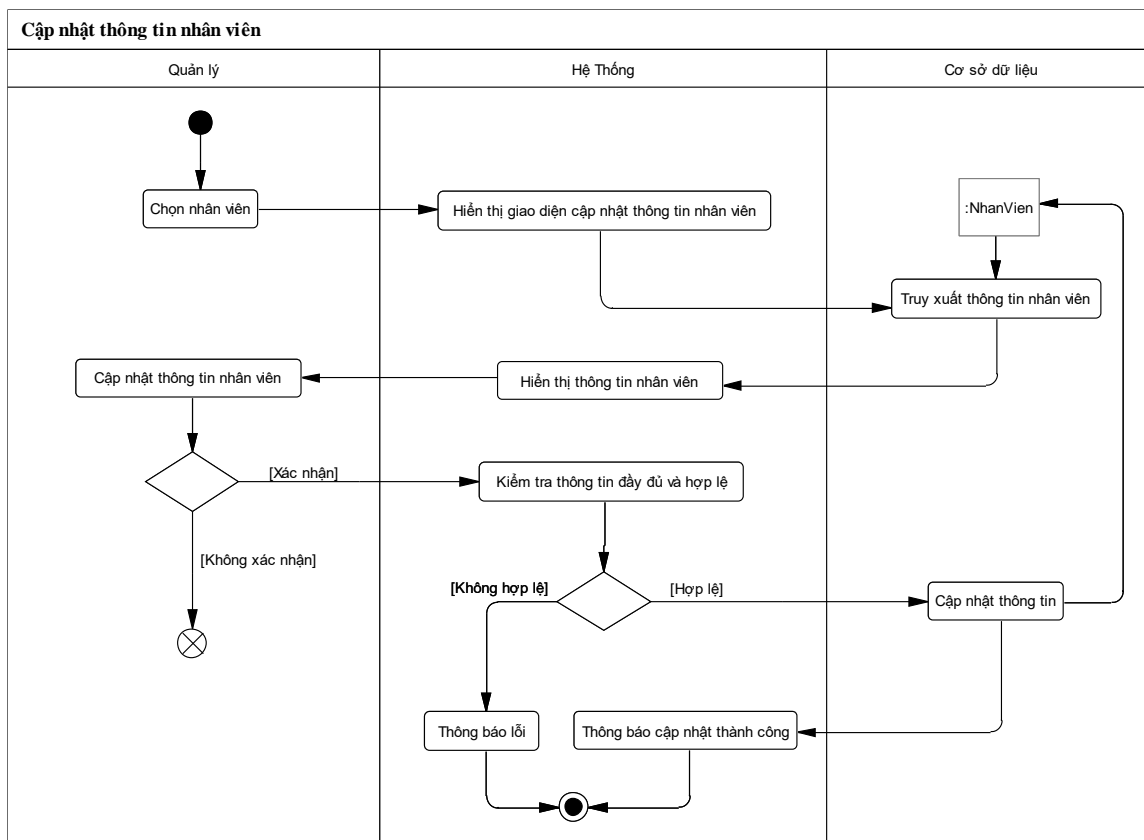 Cập nhật thông tin nhân viên
Quản lý
Hệ Thống
Cơ sở dữ liệu
Chọn nhân viên
Hiển thị giao diện cập nhật thông tin nhân viên
:NhanVien
Truy xuất thông tin nhân viên
Cập nhật thông tin nhân viên
Hiển thị thông tin nhân viên
[Xác nhận]
Kiểm tra thông tin đầy đủ và hợp lệ
[Không xác nhận]
[Không hợp lệ]
[Hợp lệ]
Cập nhật thông tin
Thông báo lỗi
Thông báo cập nhật thành công